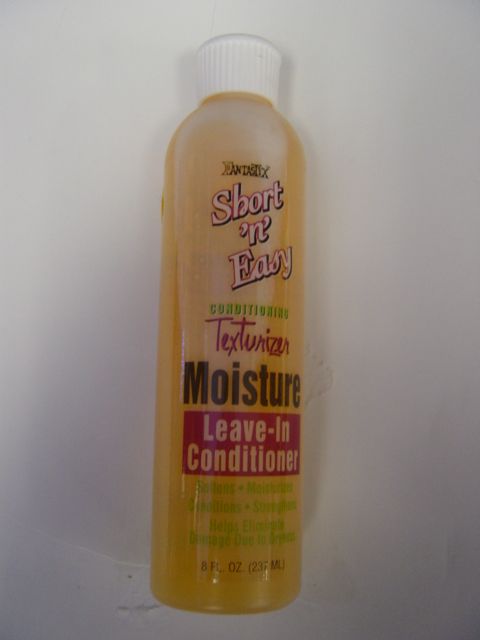 FANTASTIX
Short
'n'
Easy
CONDITIONING
Texturizer
Moisture
Leave-In
Conditioner
Softens • Moisturizes
Conditions • Strengthens
Helps Eliminate
Damage Due to Dryness
8 FL. OZ. (237 ML)